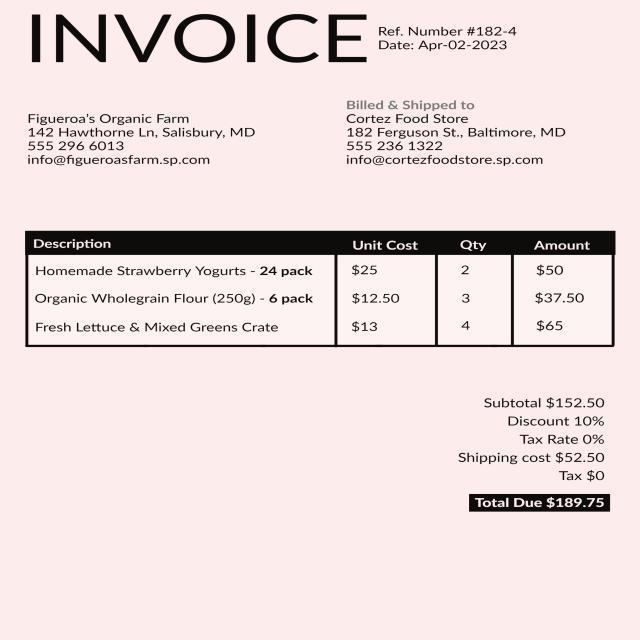 INVOICE
Ref. Number #182-4
Date: Apr-02-2023
Figueroa's Organic Farm
142 Hawthorne Ln, Salisbury, MD
555 296 6013
info@figueroasfarm.sp.com
Billed & Shipped to
Cortez Food Store
182 Ferguson St., Baltimore, MD
555 236 1322
info@cortezfoodstore.sp.com
Description Unit Cost Qty Amount
Homemade Strawberry Yogurts - 24 pack $25 2 $50
Organic Wholegrain Flour (250g) - 6 pack $12.50 3 $37.50
Fresh Lettuce & Mixed Greens Crate $13 4 $65
Subtotal $152.50
Discount 10%
Tax Rate 0%
Shipping cost $52.50
Tax $0
Total Due $189.75